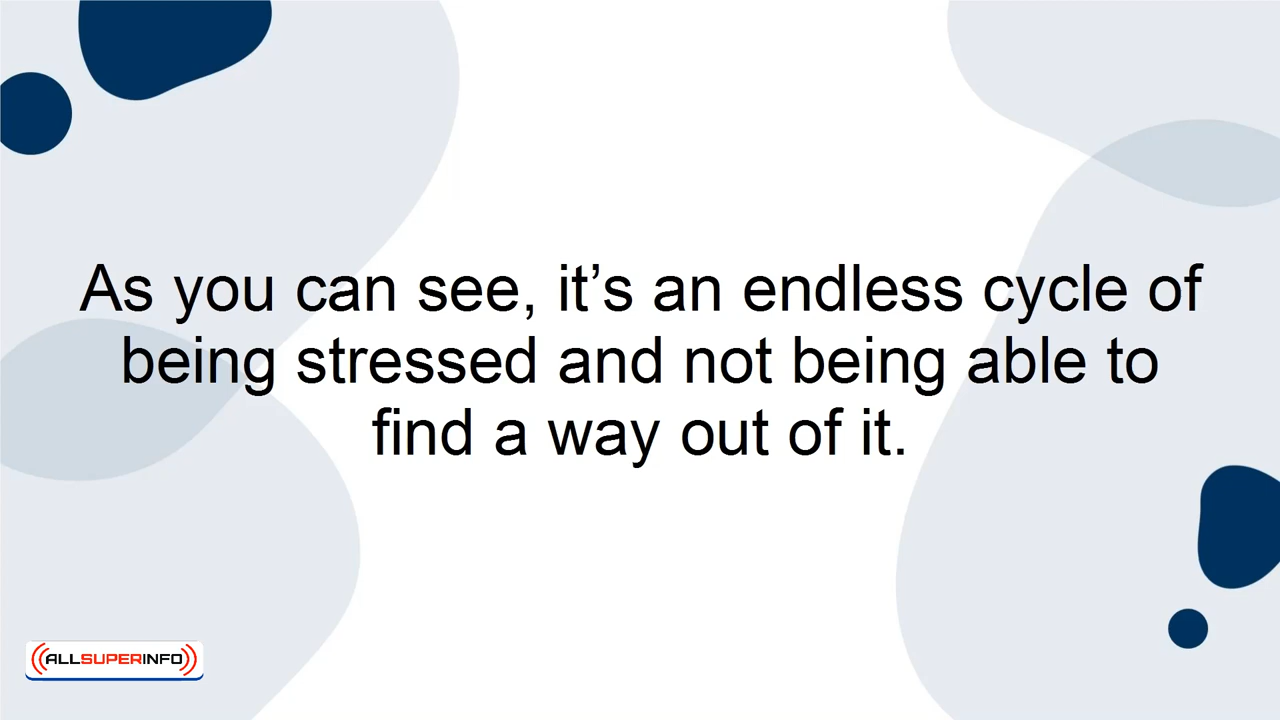 As you can see, it’s an endless cycle of
being stressed and not being able to
find a way out of it.
ALLSUPERINFO